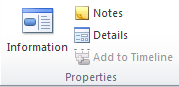 Notes
Details
Information
Add to Timeline
Properties